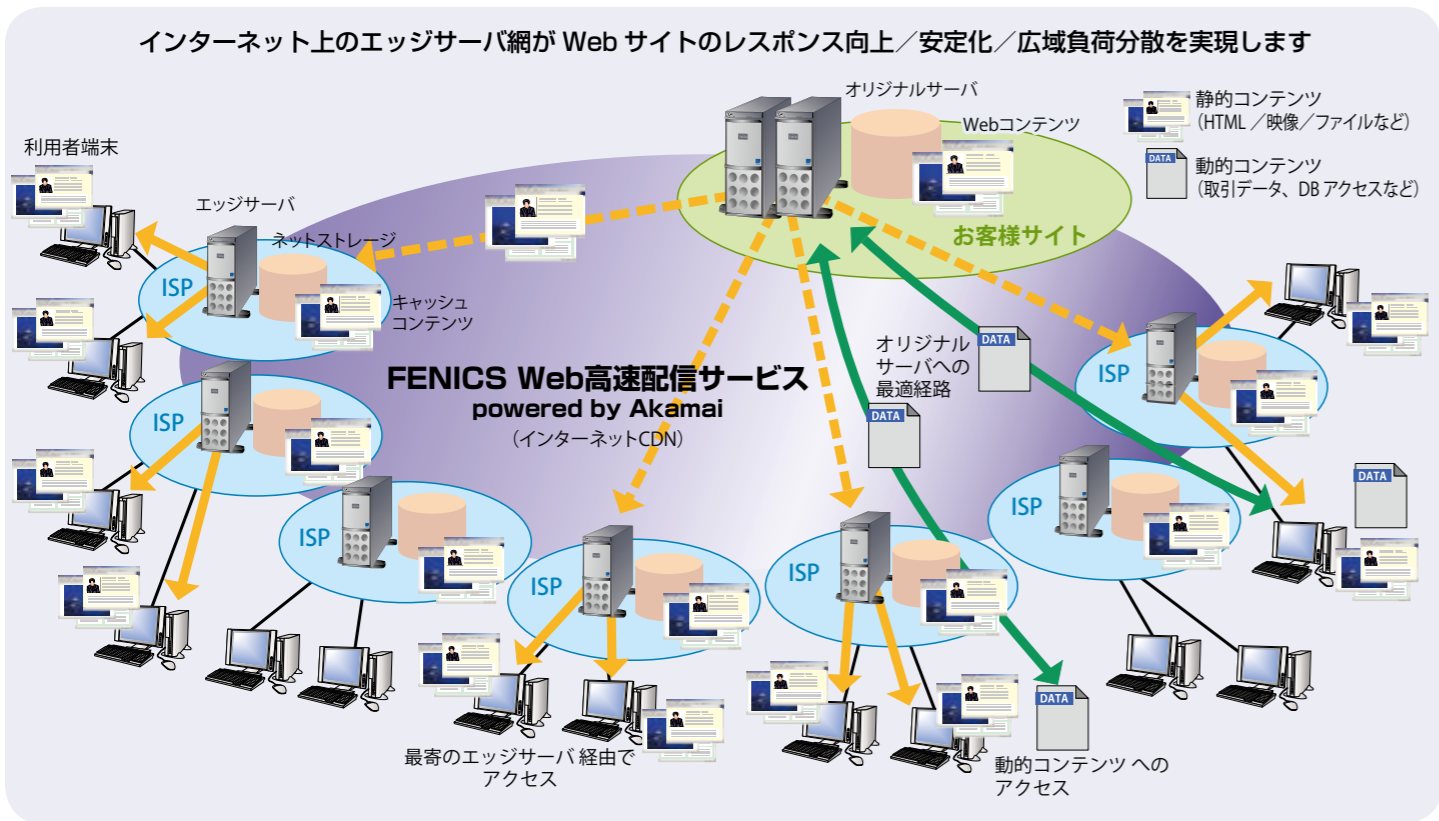 インターネット上のエッジサーバ網が Web サイトのレスポンス向上／安定化／広域負荷分散を実現します
オリジナルサーバ
Webコンテンツ
お客様サイト
静的コンテンツ
（HTML ／映像／ファイルなど）
DATA
動的コンテンツ
（取引データ、DB アクセスなど）
利用者端末
エッジサーバ
ネットストレージ
ISP
キャッシュ
コンテンツ
FENICS Web高速配信サービス
powered by Akamai
（インターネットCDN）
オリジナル
サーバへの
最適経路
DATA
DATA
ISP
ISP
ISP
ISP
ISP
ISP
DATA
DATA
最寄のエッジサーバ 経由で
アクセス
動的コンテンツ への
アクセス